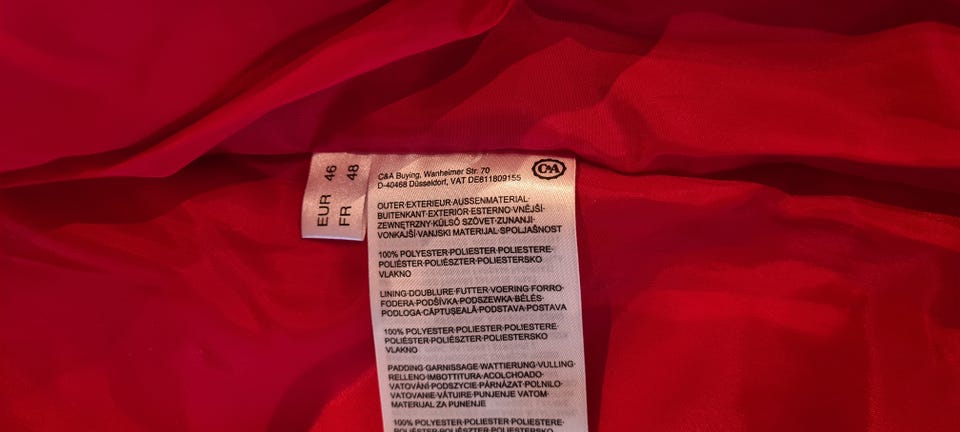 EUR 46
FR 48
C&A Buying, Wanheimer Str. 70
D-40468 Düsseldorf, VAT DE811809155
C&A
OUTER·EXTERIEUR·AUSSENMATERIAL·
BUITENKANT·EXTERIOR·ESTERNO·VNĚJŠÍ·
ZEWNĘTRZNY·KÜLSŐ SZÖVET·ZUNANJI·
VONKAJŠÍ·VANJSKI MATERIJAL·SPOLJAŠNOST
100% POLYESTER·POLIESTER·POLIESTERE·
POLIÉSTER·POLIÉSZTER·POLIESTERSKO
VLAKNO
LINING·DOUBLURE·FUTTER·VOERING·FORRO·
FODERA·PODŠÍVKA·PODSZEWKA·BÉLÉS·
PODLOGA·CĂPTUŞEALĂ·PODSTAVA·POSTAVA
100% POLYESTER·POLIESTER·POLIESTERE·
POLIÉSTER·POLIÉSZTER·POLIESTERSKO
VLAKNO
PADDING·GARNISSAGE·WATTIERUNG·VULLING·
RELLENO·IMBOTTITURA·ACOLCHOADO·
VATOVÁNÍ·PODSZYCIE·PÁRNÁZAT·POLNILO·
VATOVANIE·VĂTUIRE·PUNJENJE VATOM·
MATERIJAL ZA PUNENJE
100% POLYESTER·POLIESTER·POLIESTERE·
POLIÉSTER·POLIÉSZTER·POLIESTERSKO